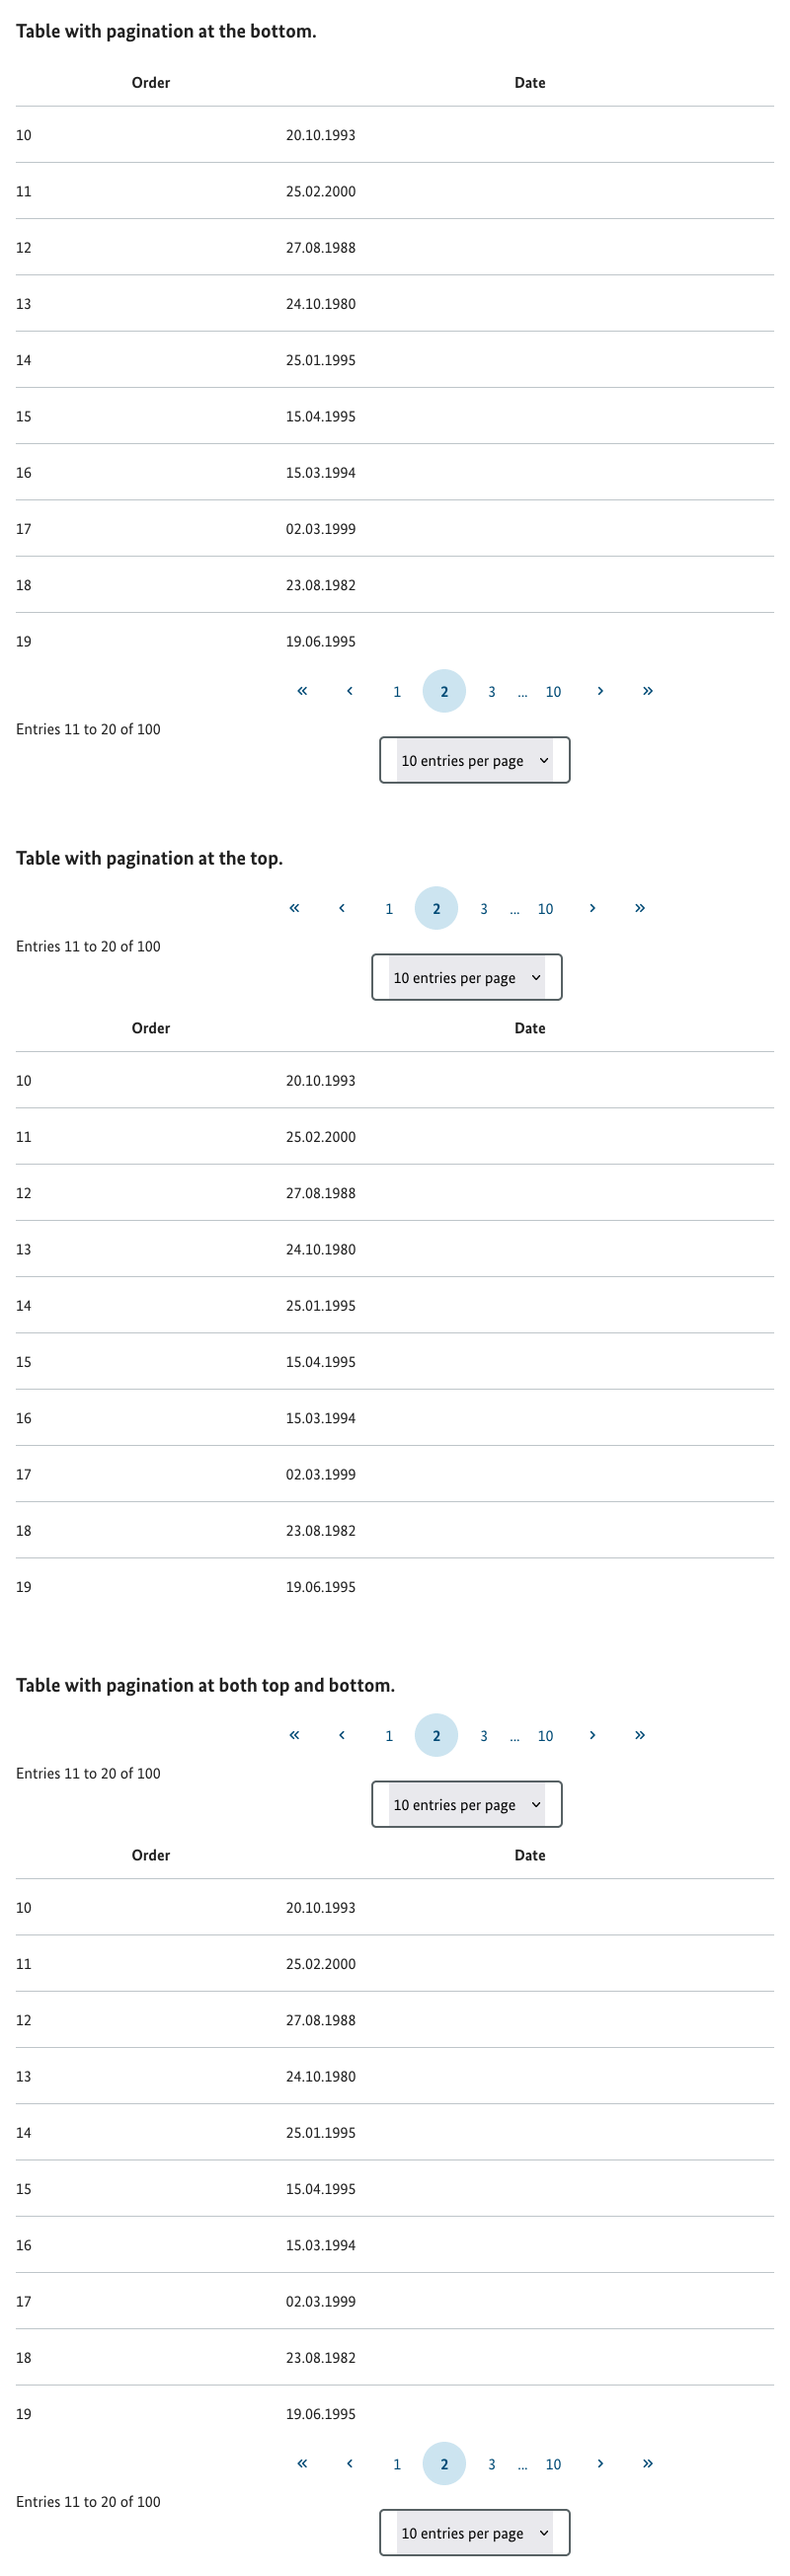 Table with pagination at the bottom.
Order Date
10 20.10.1993
11 25.02.2000
12 27.08.1988
13 24.10.1980
14 25.01.1995
15 15.04.1995
16 15.03.1994
17 02.03.1999
18 23.08.1982
19 19.06.1995
« ‹ 1 2 3 ... 10 › »
Entries 11 to 20 of 100
10 entries per page
Table with pagination at the top.
« ‹ 1 2 3 ... 10 › »
Entries 11 to 20 of 100
10 entries per page
Order Date
10 20.10.1993
11 25.02.2000
12 27.08.1988
13 24.10.1980
14 25.01.1995
15 15.04.1995
16 15.03.1994
17 02.03.1999
18 23.08.1982
19 19.06.1995
Table with pagination at both top and bottom.
« ‹ 1 2 3 ... 10 › »
Entries 11 to 20 of 100
10 entries per page
Order Date
10 20.10.1993
11 25.02.2000
12 27.08.1988
13 24.10.1980
14 25.01.1995
15 15.04.1995
16 15.03.1994
17 02.03.1999
18 23.08.1982
19 19.06.1995
« ‹ 1 2 3 ... 10 › »
Entries 11 to 20 of 100
10 entries per page